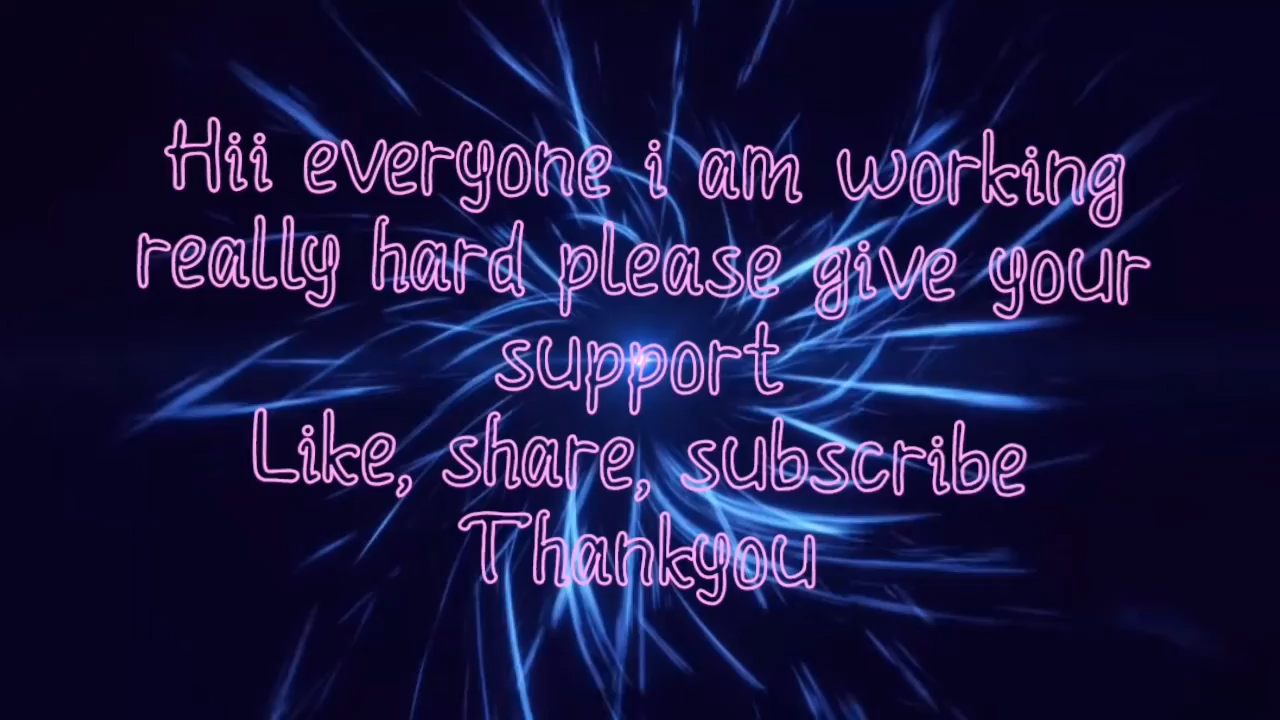 Hii everyone i am working
really hard please give your
support
Like, share, subscribe
Thankyou